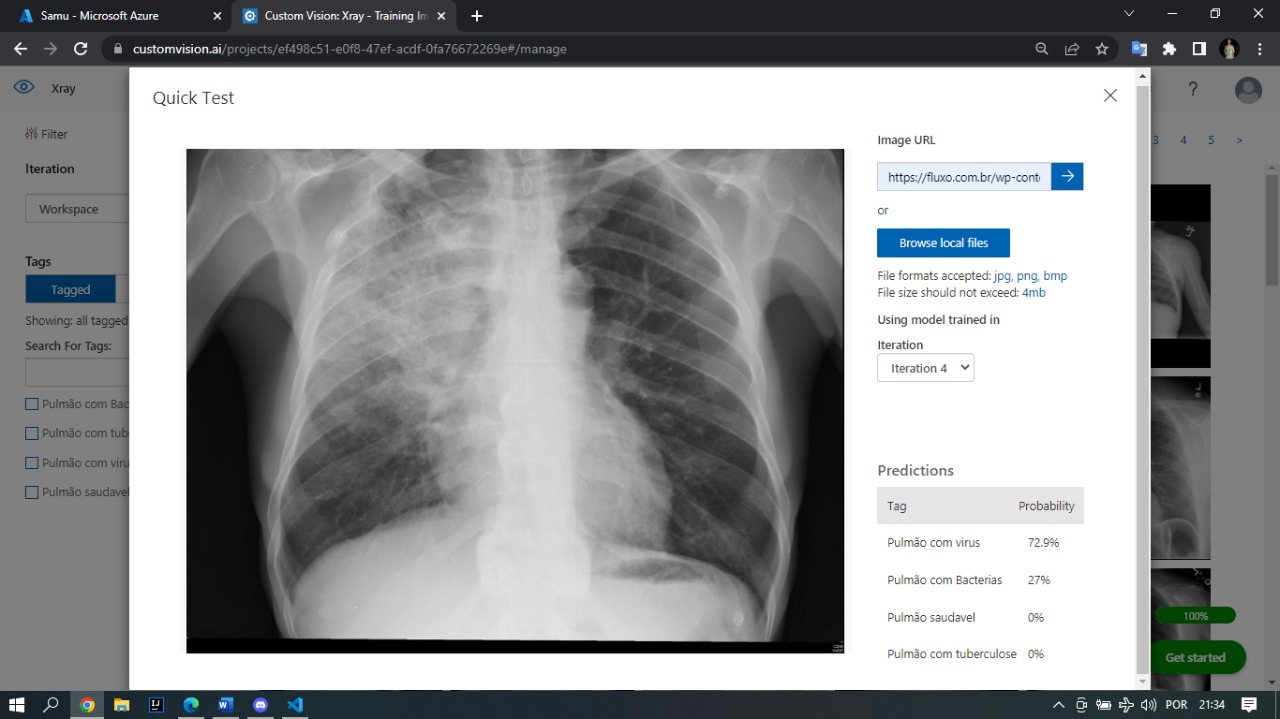 Samu - Microsoft Azure
Custom Vision: Xray - Training Im
customvision.ai/projects/ef498c51-e0f8-47ef-acdf-0fa76672269e#/manage
Xray
Quick Test
?
Filter
Iteration
Workspace
Tags
Tagged
Showing: all tagged
Search For Tags:
Pulmão com Bac
Pulmão com tub
Pulmão com viru
Pulmão saudavel
Image URL
https://fluxo.com.br/wp-cont
or
Browse local files
File formats accepted: jpg, png, bmp
File size should not exceed: 4mb
Using model trained in
Iteration
Iteration 4
Predictions
Tag Probability
Pulmão com virus 72.9%
Pulmão com Bacterias 27%
Pulmão saudavel 0%
Pulmão com tuberculose 0%
3 4 5 >
100%
Get started
POR 21:34